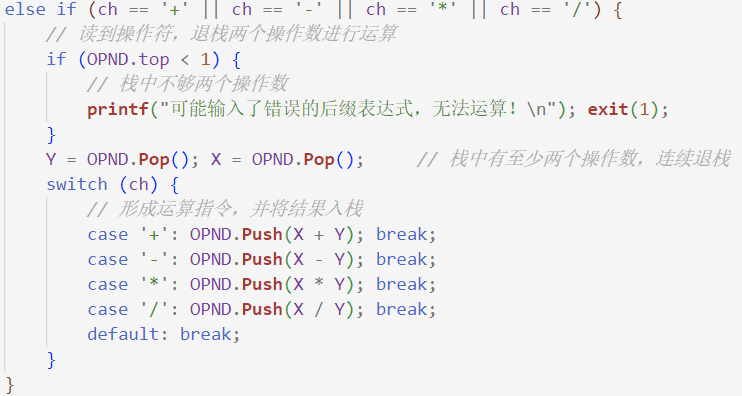 else if (ch == '+' || ch == '-' || ch == '*' || ch == '/') {
    // 读到操作符，退栈两个操作数进行运算
    if (OPND.top < 1) {
        // 栈中不够两个操作数
        printf("可能输入了错误的后缀表达式，无法运算！\n"); exit(1);
    }
    Y = OPND.Pop(); X = OPND.Pop();     // 栈中有至少两个操作数，连续退栈
    switch (ch) {
        // 形成运算指令，并将结果入栈
        case '+': OPND.Push(X + Y); break;
        case '-': OPND.Push(X - Y); break;
        case '*': OPND.Push(X * Y); break;
        case '/': OPND.Push(X / Y); break;
        default: break;
    }
}